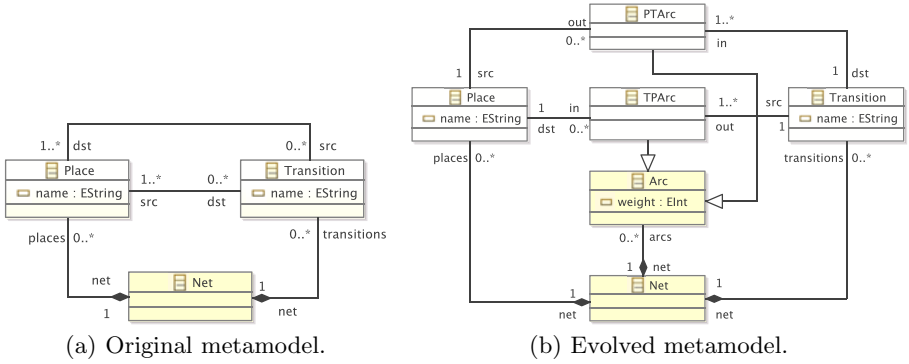 PTArc
out
0..*
1..*
in
1 src
1 dst
Place
name : EString
TPArc
Transition
name : EString
1
dst
in
0..*
1..*
out
src
1
places 0..*
transitions 0..*
Arc
weight : EInt
0..* arcs
1 net
Net
1
net
1
net
1..* dst
0..* src
Place
name : EString
Transition
name : EString
1..*
src
0..*
dst
places 0..*
0..* transitions
net
1
Net
1
net
(a) Original metamodel.
(b) Evolved metamodel.